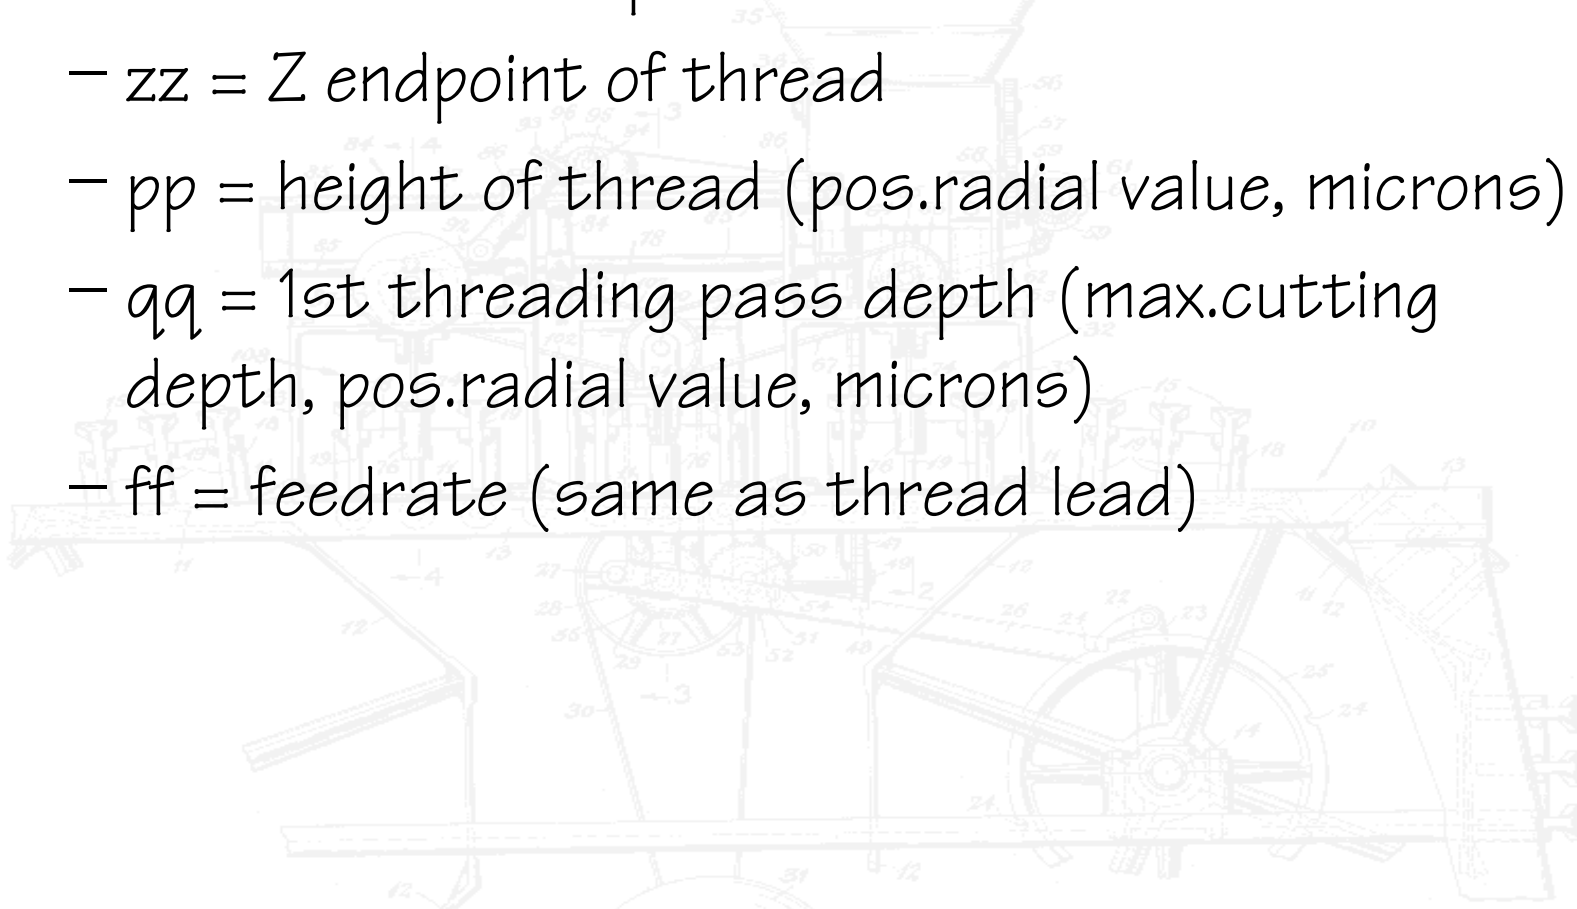 – zz = Z endpoint of thread
– pp = height of thread (pos.radial value, microns)
– qq = 1st threading pass depth (max.cutting
depth, pos.radial value, microns)
– ff = feedrate (same as thread lead)